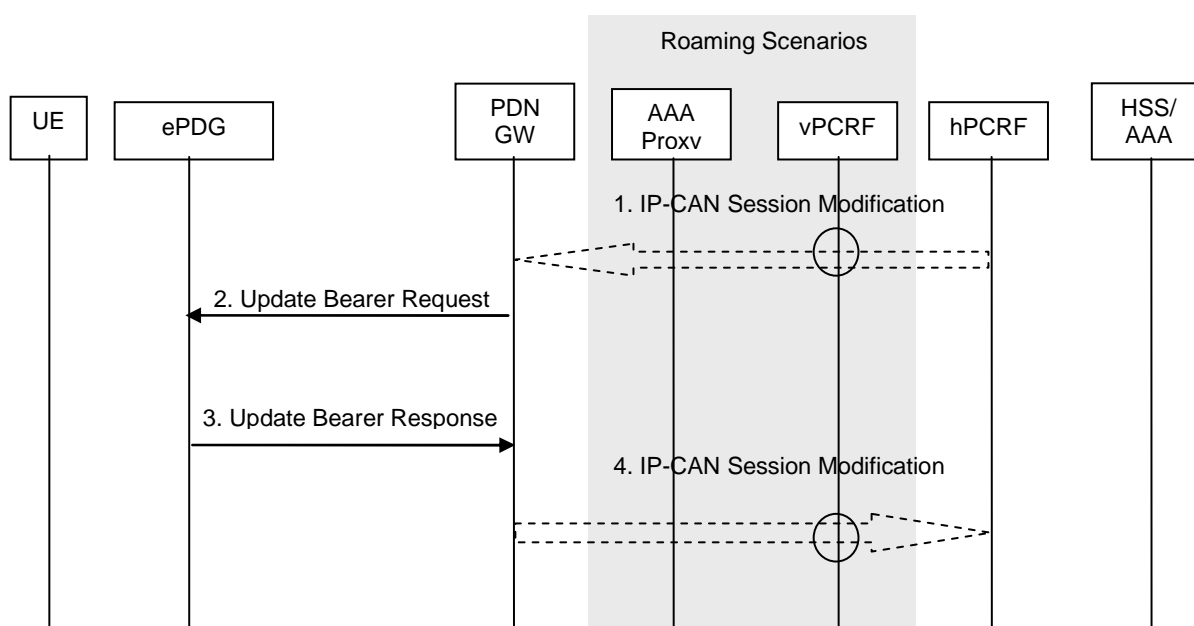 Roaming Scenarios
UE
ePDG
PDN
GW
AAA
Proxv
vPCRF
hPCRF
HSS/
AAA
1. IP-CAN Session Modification
2. Update Bearer Request
3. Update Bearer Response
4. IP-CAN Session Modification